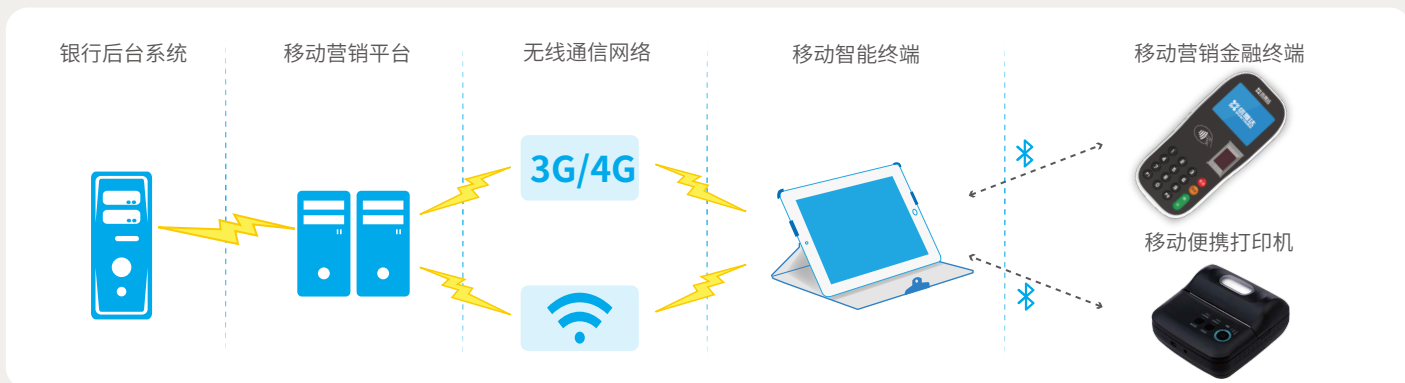 银行后台系统
移动营销平台
无线通信网络
移动智能终端
移动营销金融终端
3G/4G
移动便携打印机